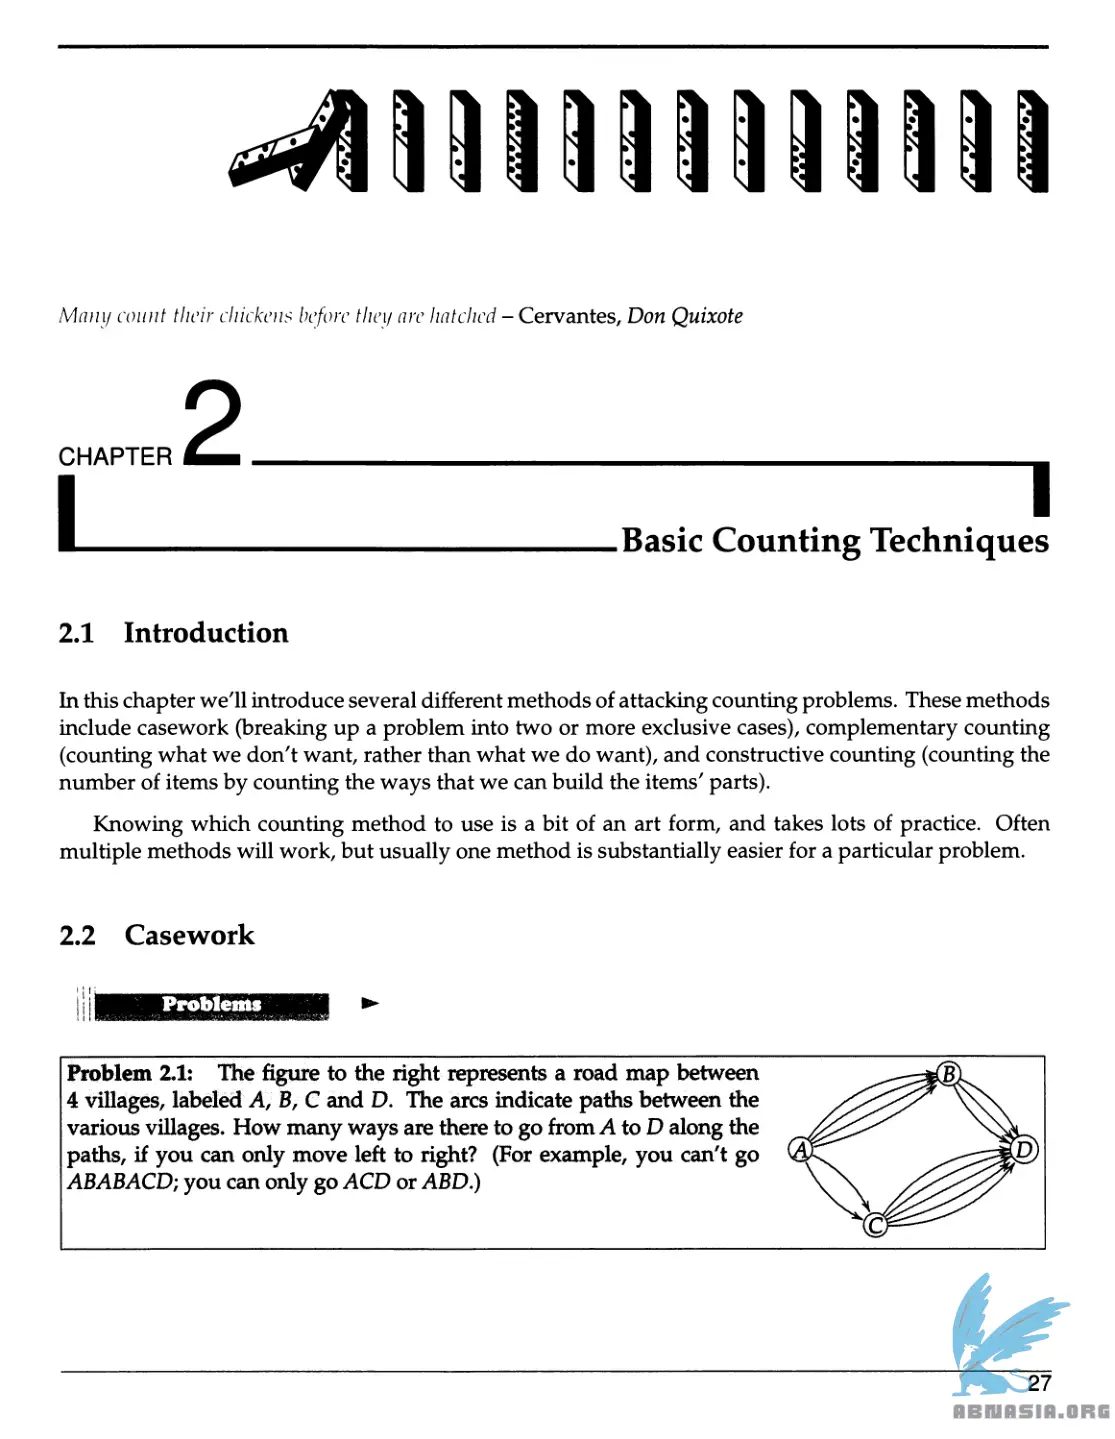 Many count their chickens before they are hatched – Cervantes, Don Quixote
CHAPTER 2
Basic Counting Techniques
2.1 Introduction
In this chapter we'll introduce several different methods of attacking counting problems. These methods
include casework (breaking up a problem into two or more exclusive cases), complementary counting
(counting what we don't want, rather than what we do want), and constructive counting (counting the
number of items by counting the ways that we can build the items' parts).
Knowing which counting method to use is a bit of an art form, and takes lots of practice. Often
multiple methods will work, but usually one method is substantially easier for a particular problem.
2.2 Casework
Problems
Problem 2.1: The figure to the right represents a road map between
4 villages, labeled A, B, C and D. The arcs indicate paths between the
various villages. How many ways are there to go from A to D along the
paths, if you can only move left to right? (For example, you can't go
ABABACD; you can only go ACD or ABD.)
B
A
D
C
27
ABNASIA.ORG